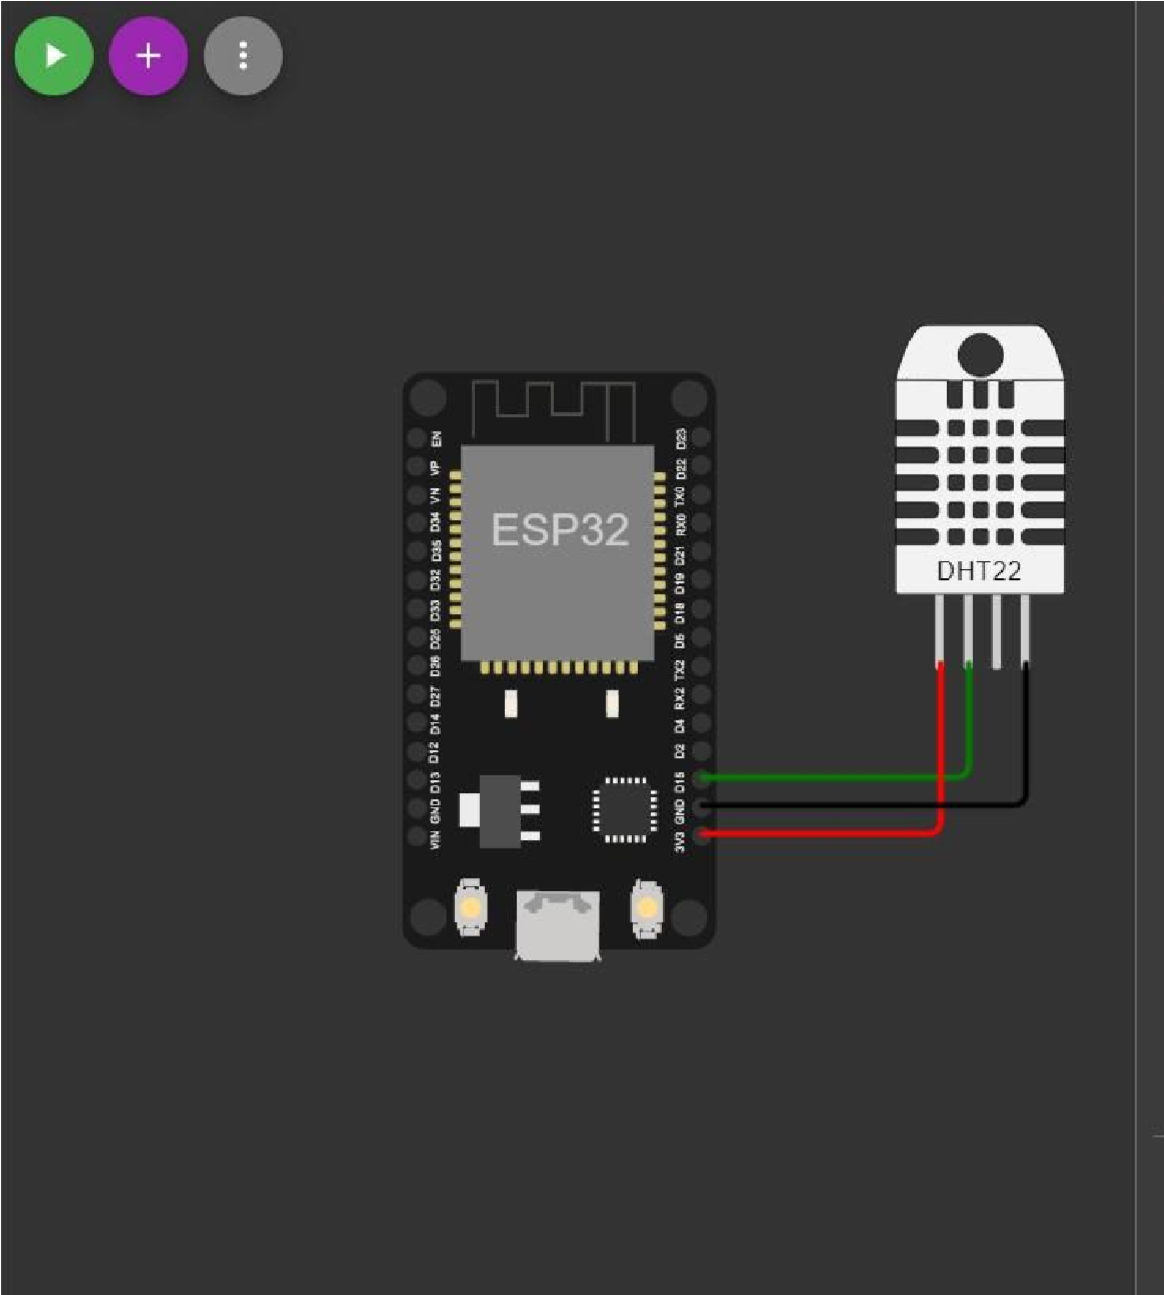 EN
VP
VN
D34
D35
D32
D33
D25
D26
D27
D14
D12
D13
GND
VIN
ESP32
D23
D22
TX0
RX0
D21
D19
D18
D5
TX2
RX2
D4
D2
D15
GND
3V3
DHT22